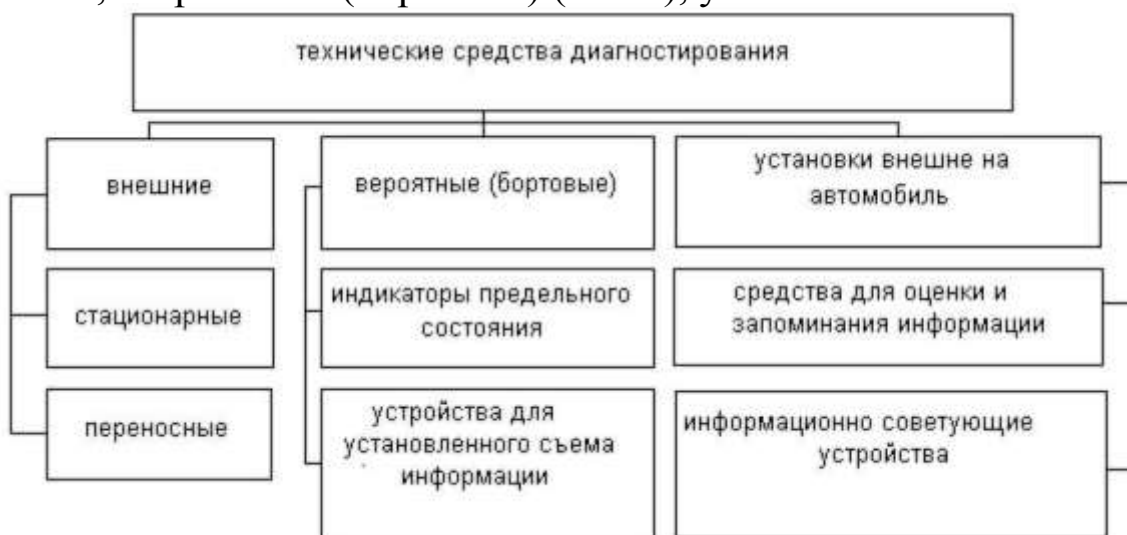 технические средства диагностирования
внешние
вероятные (бортовые)
установки внешне на
автомобиль
стационарные
индикаторы предельного
состояния
средства для оценки и
запоминания информации
переносные
устройства для
установленного съема
информации
информационно советующие
устройства